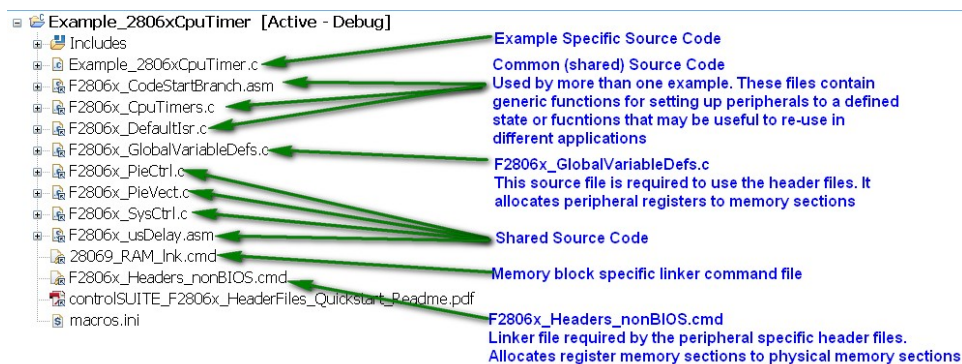 Example_2806xCpuTimer [Active - Debug]
Includes
Example_2806xCpuTimer.c
F2806x_CodeStartBranch.asm
F2806x_CpuTimers.c
F2806x_DefaultIsr.c
F2806x_GlobalVariableDefs.c
F2806x_PieCtrl.c
F2806x_PieVect.c
F2806x_SysCtrl.c
F2806x_usDelay.asm
28069_RAM_lnk.cmd
F2806x_Headers_nonBIOS.cmd
controlSUITE_F2806x_HeaderFiles_Quickstart_Readme.pdf
macros.ini
Example Specific Source Code
Common (shared) Source Code
Used by more than one example. These files contain
generic functions for setting up peripherals to a defined
state or fucntions that may be useful to re-use in
different applications
F2806x_GlobalVariableDefs.c
This source file is required to use the header files. It
allocates peripheral registers to memory sections
Shared Source Code
Memory block specific linker command file
F2806x_Headers_nonBIOS.cmd
Linker file required by the peripheral specific header files.
Allocates register memory sections to physical memory sections